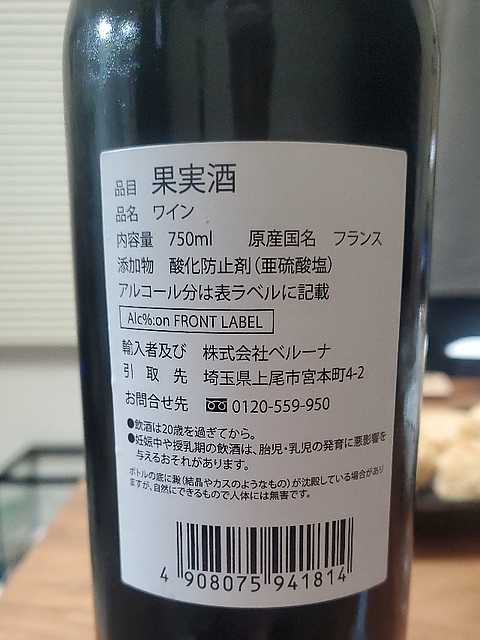 品目 果実酒
品名 ワイン
内容量 750ml 原産国名 フランス
添加物 酸化防止剤(亜硫酸塩)
アルコール分は表ラベルに記載
Alc%:on FRONT LABEL
輸入者及び 株式会社ベルーナ
引取先 埼玉県上尾市宮本町4-2
お問合せ先 0120-559-950
●飲酒は20歳を過ぎてから。
●妊娠中や授乳期の飲酒は、胎児・乳児の発育に悪影響を
与えるおそれがあります。
ボトルの底に澱(結晶やカスのようなもの)が沈殿している場合があり
ますが、自然にできるもので人体には無害です。
4 908075 941814